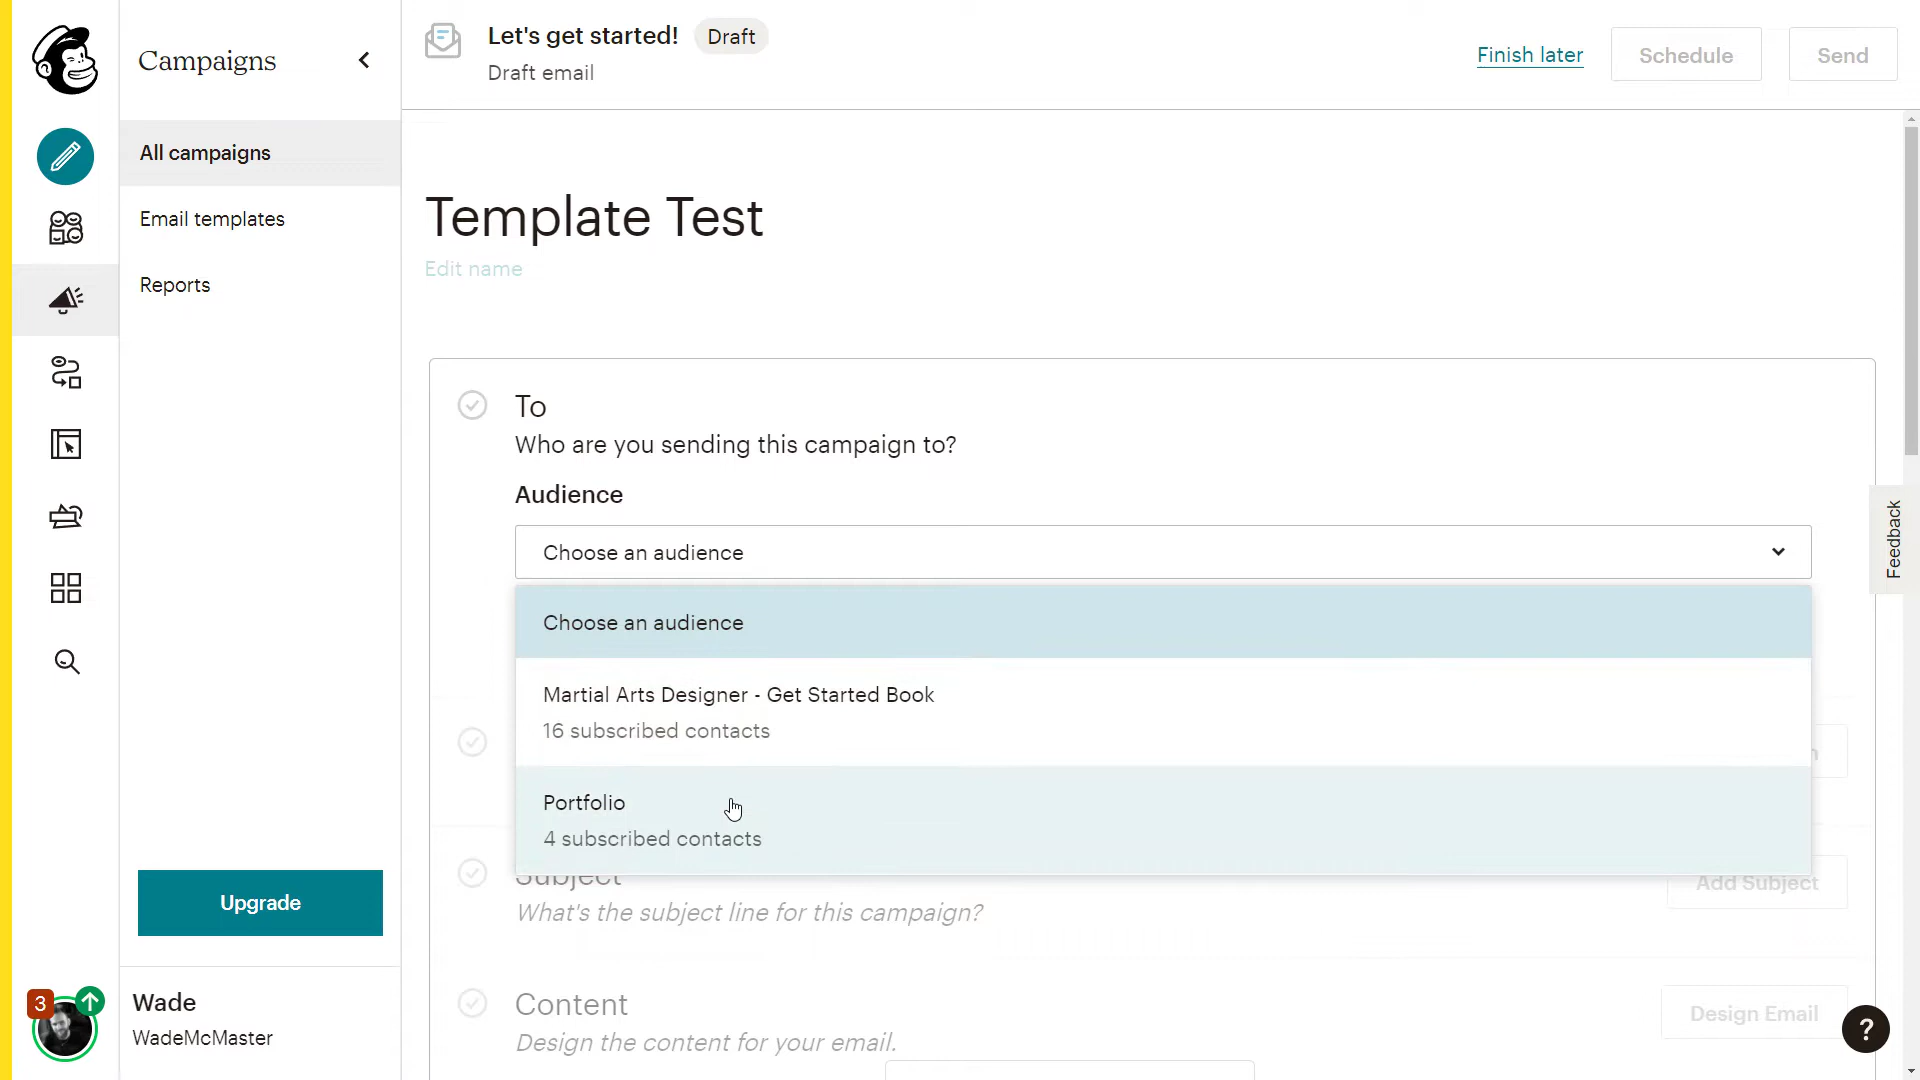 Campaigns
All campaigns
Email templates
Reports
Upgrade
3
Wade
WadeMcMaster
Let's get started!
Draft
Draft email
Finish later
Schedule
Send
Template Test
Edit name
To
Who are you sending this campaign to?
Audience
Choose an audience
Choose an audience
Martial Arts Designer - Get Started Book
16 subscribed contacts
Portfolio
4 subscribed contacts
Subject
What's the subject line for this campaign?
Add Subject
Content
Design the content for your email.
Design Email
Feedback
?